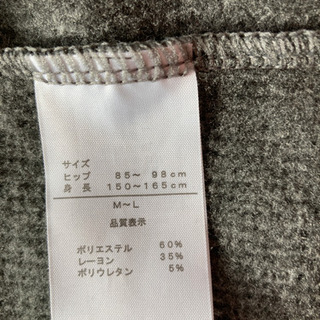 サイズ
ヒップ 85～ 98cm
身長 150～165cm
M～L
品質表示
ポリエステル 60%
レーヨン 35%
ポリウレタン 5%